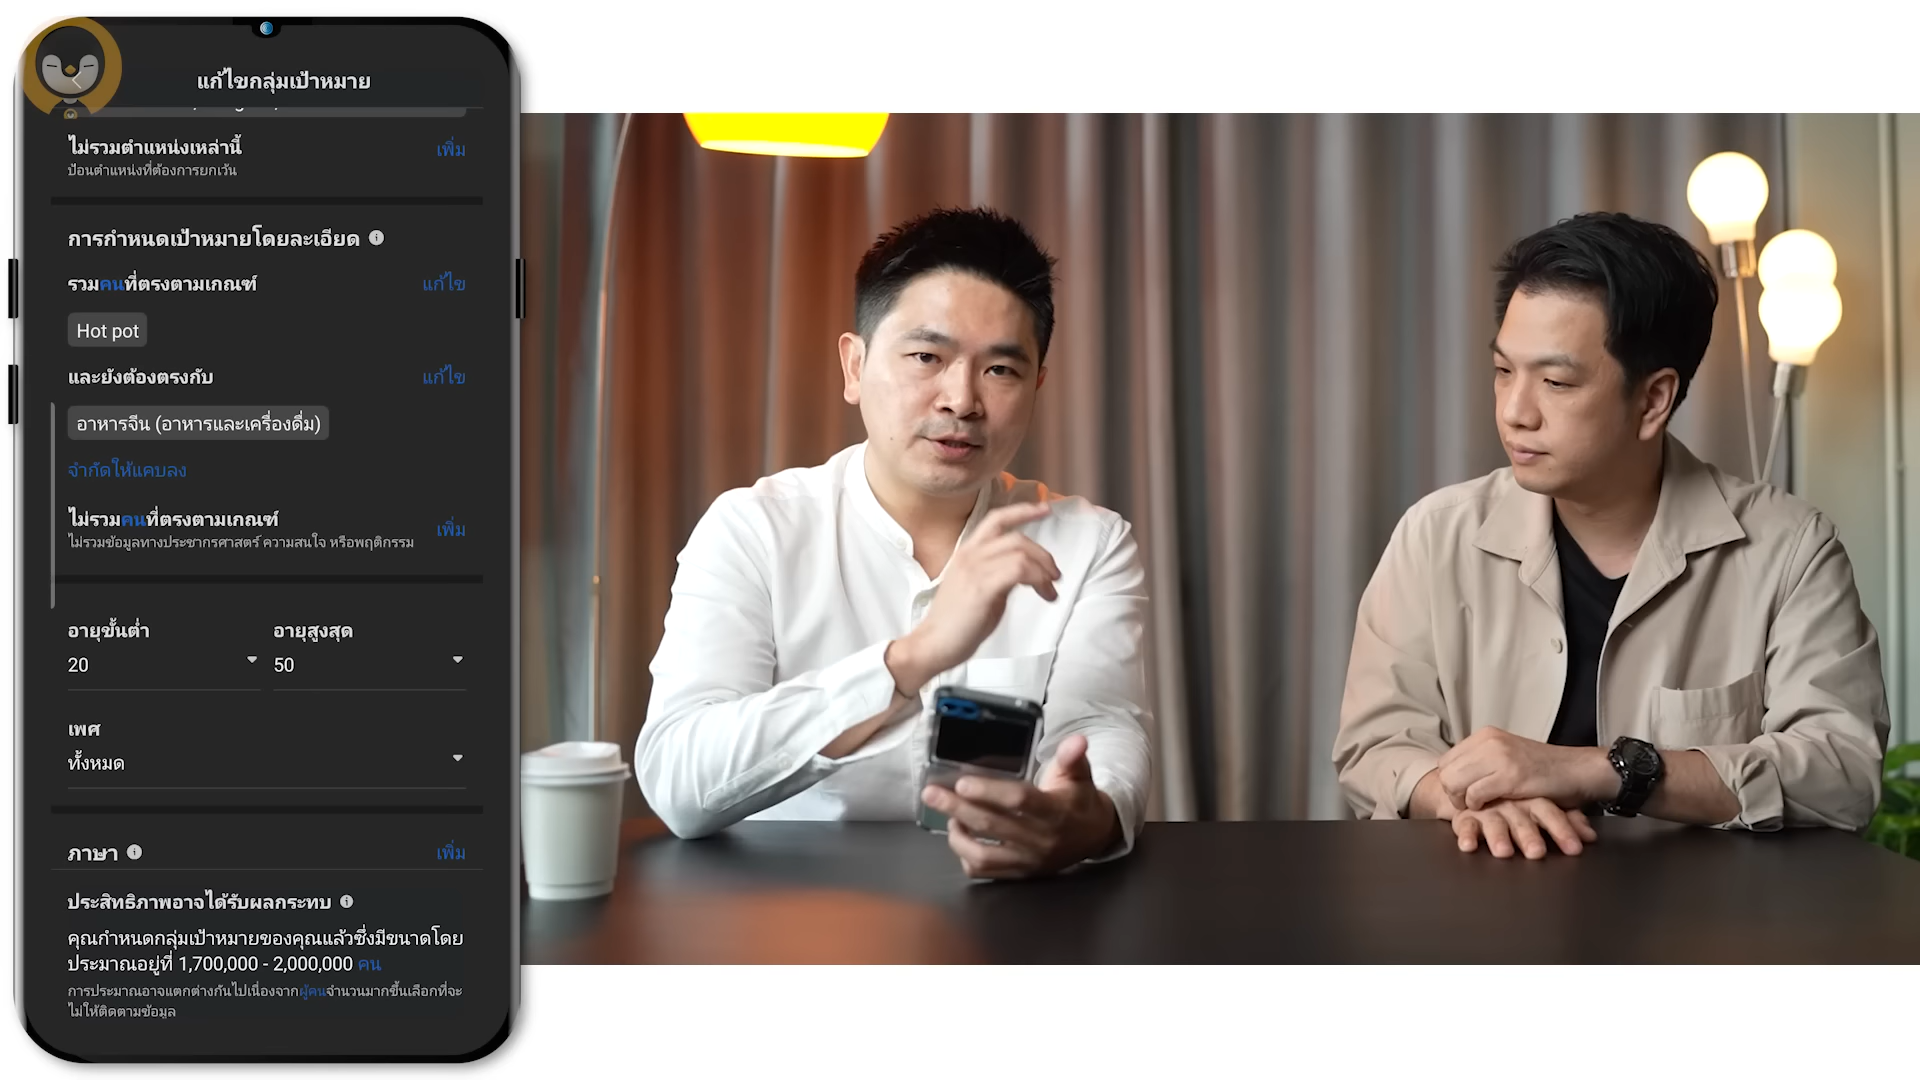 แก้ไขกลุ่มเป้าหมาย
ไม่รวมตำแหน่งเหล่านี้
เพิ่ม
ป้อนตำแหน่งที่ต้องการยกเว้น
การกำหนดเป้าหมายโดยละเอียด
รวมคนที่ตรงตามเกณฑ์
แก้ไข
Hot pot
และยังต้องตรงกับ
แก้ไข
อาหารจีน (อาหารและเครื่องดื่ม)
จำกัดให้แคบลง
ไม่รวมคนที่ตรงตามเกณฑ์
เพิ่ม
ไม่รวมข้อมูลทางประชากรศาสตร์ ความสนใจ หรือพฤติกรรม
อายุขั้นต่ำ
อายุสูงสุด
20
50
เพศ
ทั้งหมด
ภาษา
เพิ่ม
ประสิทธิภาพอาจได้รับผลกระทบ
คุณกำหนดกลุ่มเป้าหมายของคุณแล้วซึ่งมีขนาดโดย
ประมาณอยู่ที่ 1,700,000 - 2,000,000 คน
การประมาณอาจแตกต่างกันไปเนื่องจากผู้คนจำนวนมากขึ้นเลือกที่จะ
ไม่ให้ติดตามข้อมูล